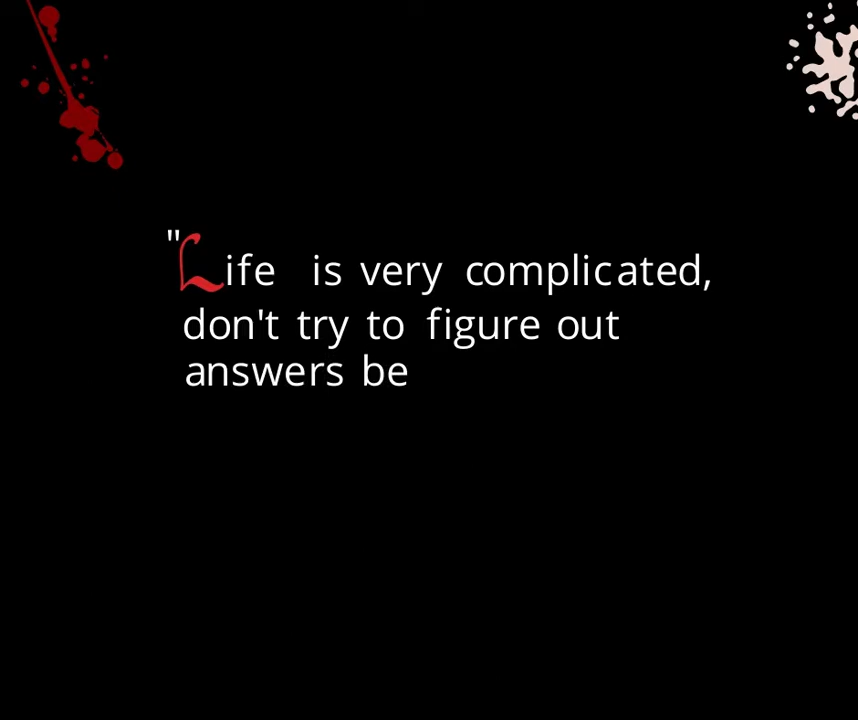 "Life is very complicated,
don't try to figure out
answers be